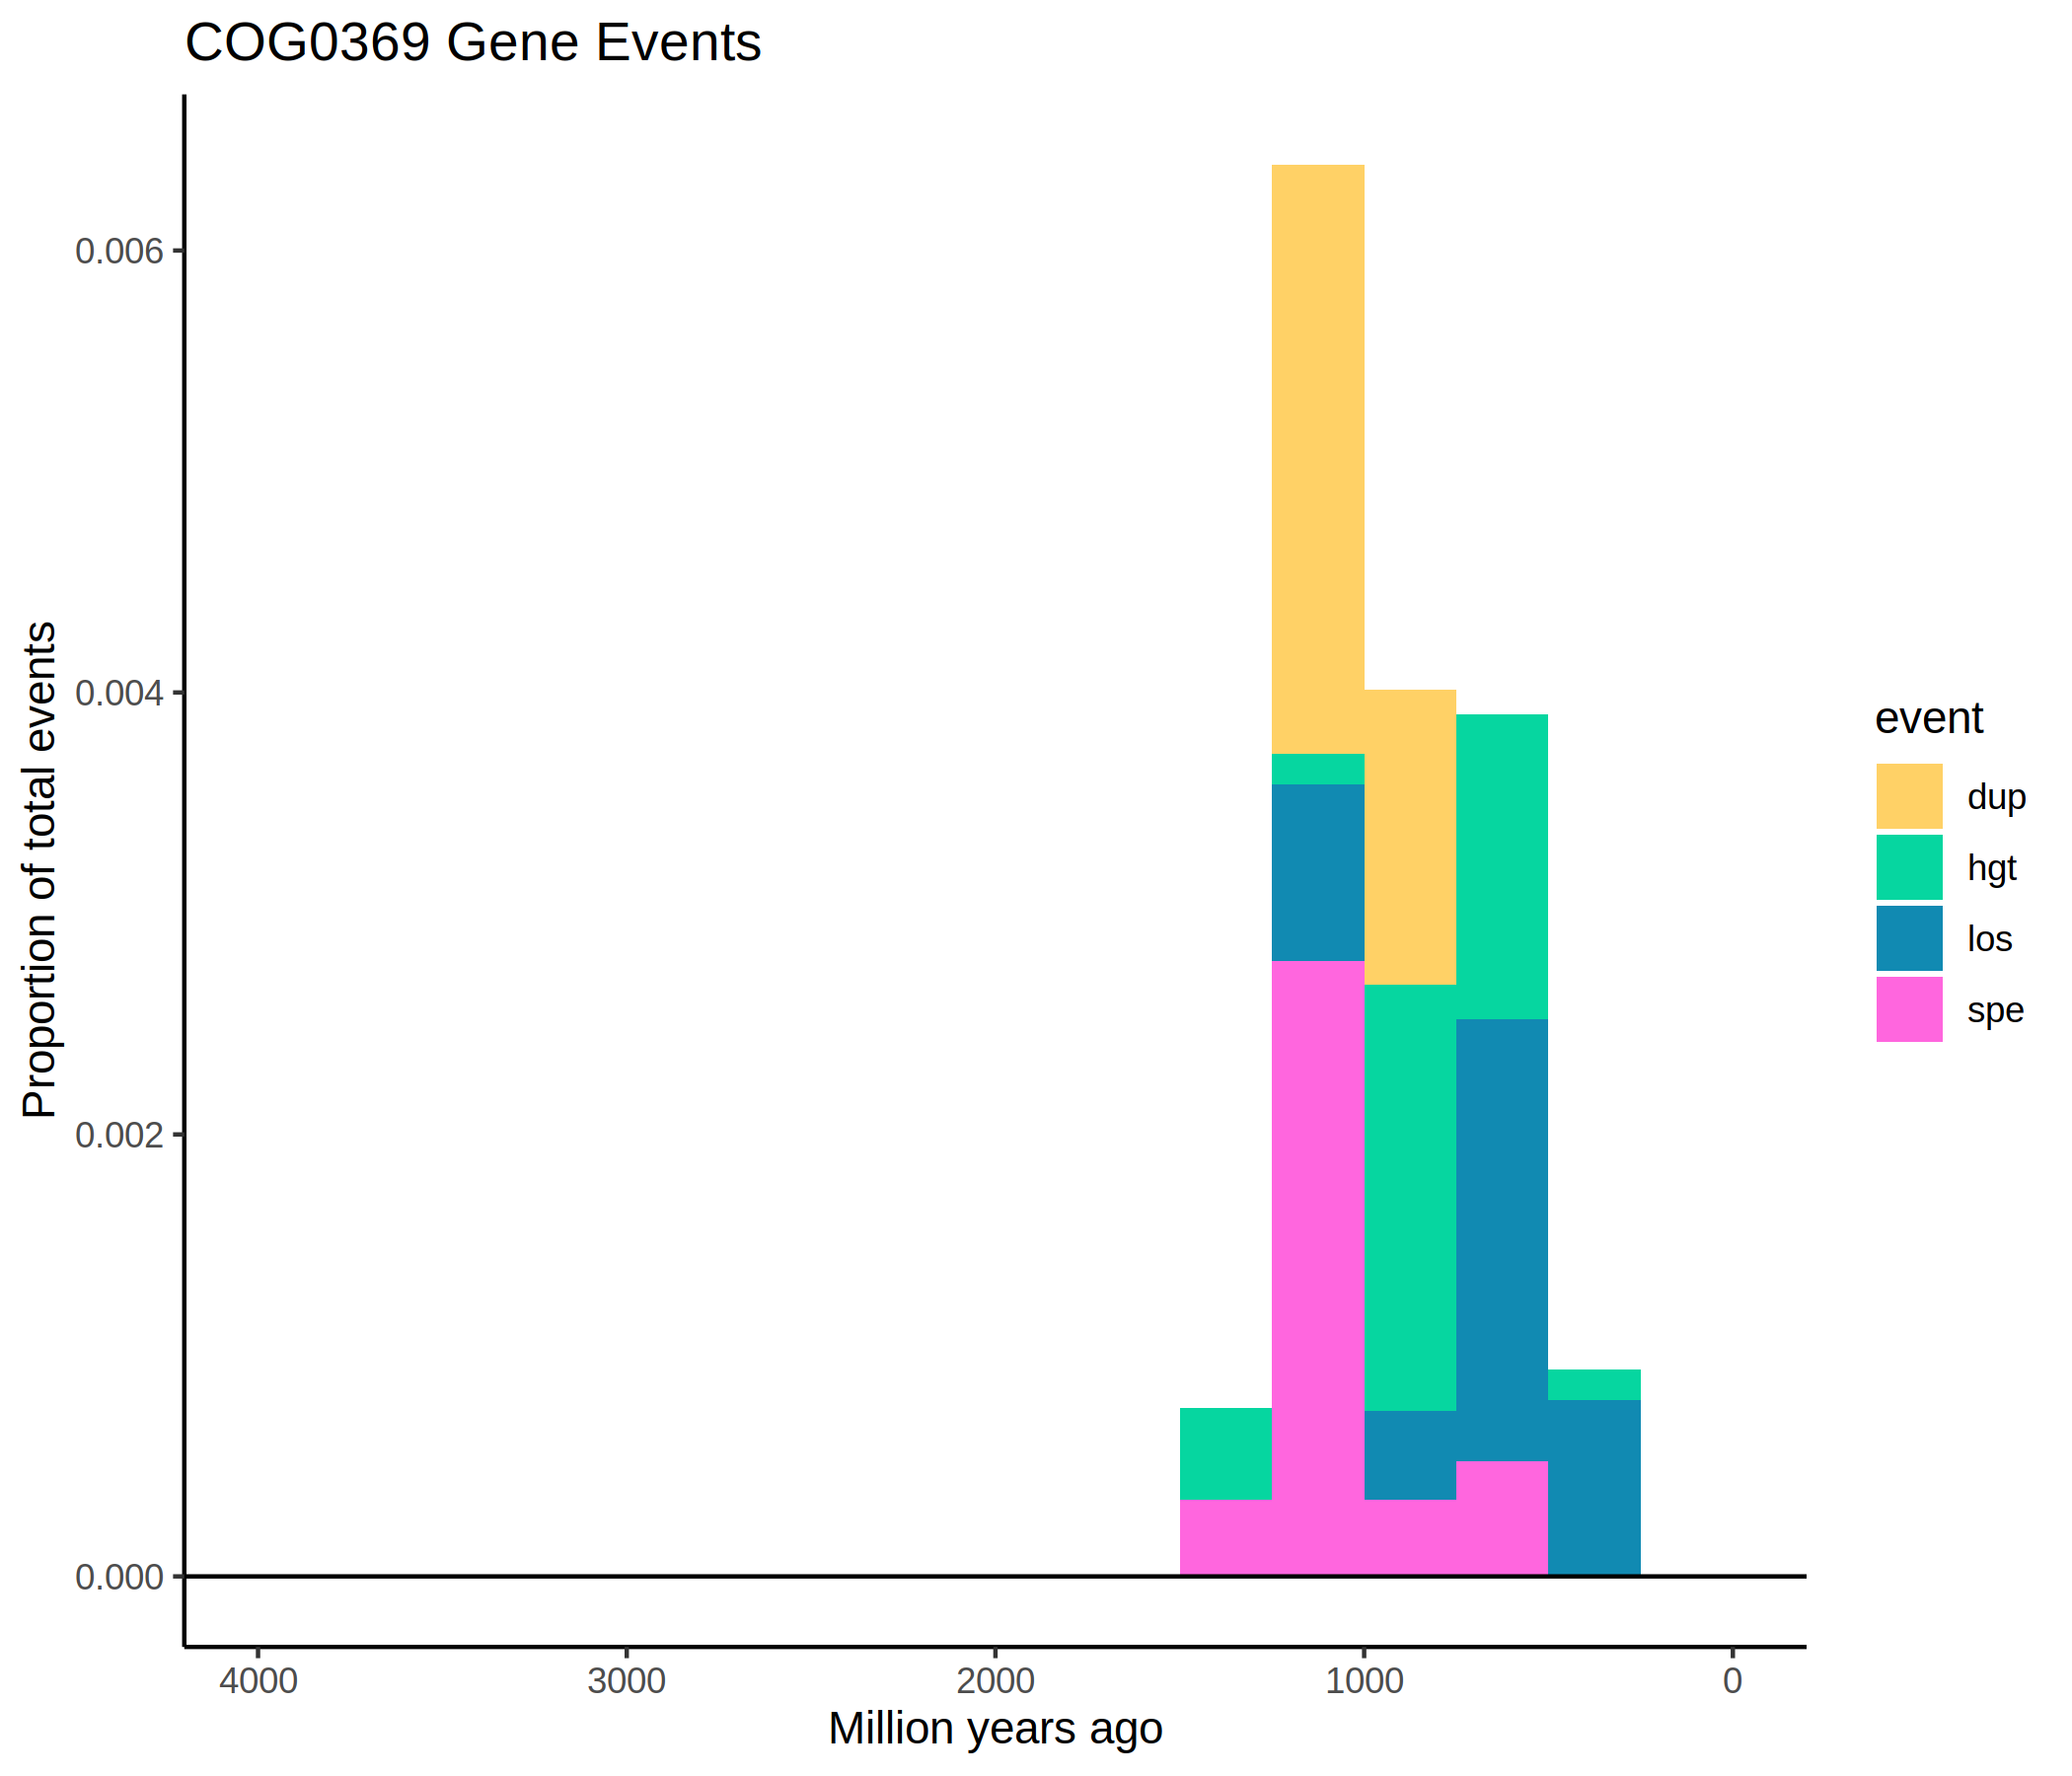 COG0369 Gene Events
Proportion of total events
0.006
0.004
0.002
0.000
4000 3000 2000 1000 0
Million years ago
event
dup
hgt
los
spe